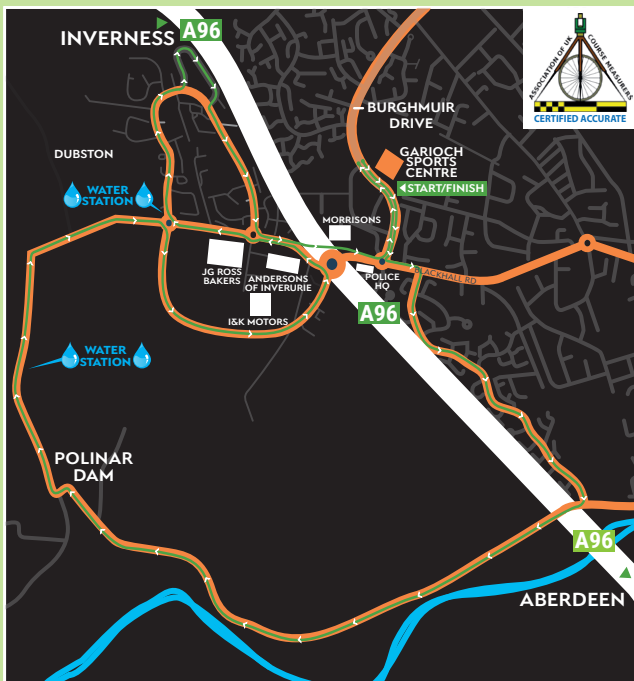 A96
INVERNESS
ASSOCIATION OF UK COURSE MEASURERS
CERTIFIED ACCURATE
BURGHMUIR
DRIVE
DUBSTON
GARIOCH
SPORTS
CENTRE
START/FINISH
WATER
STATION
MORRISONS
JG ROSS
BAKERS
ANDERSONS
OF INVERURIE
POLICE
HQ
BLACKHALL RD
I&K MOTORS
A96
WATER
STATION
POLINAR
DAM
A96
ABERDEEN